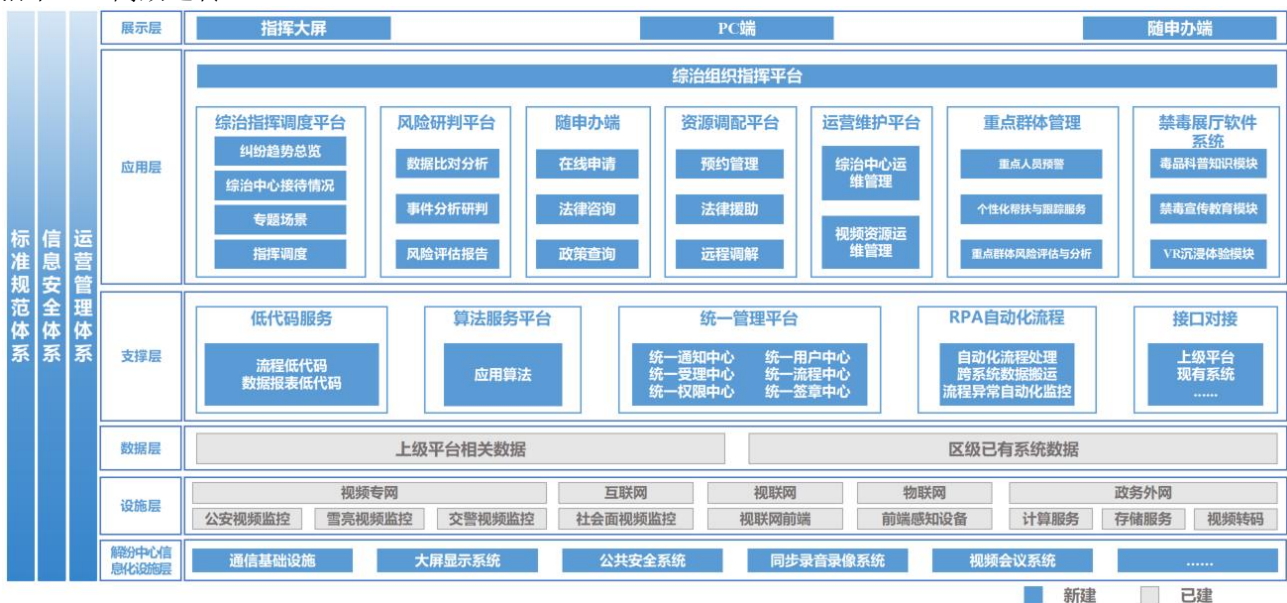 标准规范体系
信息安全体系
运营管理体系
展示层
指挥大屏
PC端
随申办端
应用层
综治组织指挥平台
综治指挥调度平台
纠纷趋势总览
综治中心接待情况
专题场景
指挥调度
风险研判平台
数据比对分析
事件分析研判
风险评估报告
随申办端
在线申请
法律咨询
政策查询
资源调配平台
预约管理
法律援助
远程调解
运营维护平台
综治中心运
维管理
视频资源运
维管理
重点群体管理
重点人员预警
个性化帮扶与跟踪服务
重点群体风险评估与分析
禁毒展厅软件
系统
毒品科普知识模块
禁毒宣传教育模块
VR沉浸体验模块
支撑层
低代码服务
流程低代码
数据报表低代码
算法服务平台
应用算法
统一管理平台
统一通知中心 统一用户中心
统一受理中心 统一流程中心
统一权限中心 统一签章中心
RPA自动化流程
自动化流程处理
跨系统数据搬运
流程异常自动化监控
接口对接
上级平台
现有系统
……
数据层
上级平台相关数据
区级已有系统数据
设施层
视频专网
互联网
视联网
物联网
政务外网
公安视频监控
雪亮视频监控
交警视频监控
社会面视频监控
视联网前端
前端感知设备
计算服务
存储服务
视频转码
解纷中心信
息化设施层
通信基础设施
大屏显示系统
公共安全系统
同步录音录像系统
视频会议系统
……
新建
已建